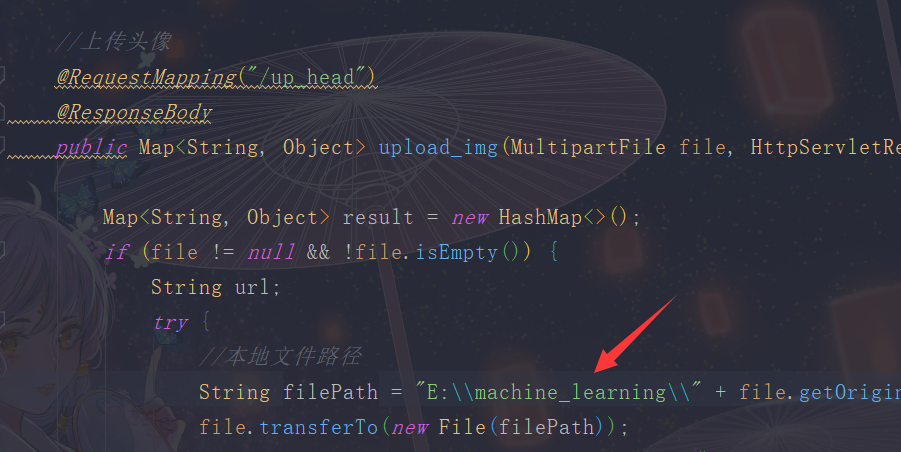 //上传头像
@RequestMapping("/up_head")
@ResponseBody
public Map<String, Object> upload_img(MultipartFile file, HttpServletRe
Map<String, Object> result = new HashMap<>();
if (file != null && !file.isEmpty()) {
String url;
try {
//本地文件路径
String filePath = "E:\\machine_learning\\" + file.getOrigin
file.transferTo(new File(filePath));